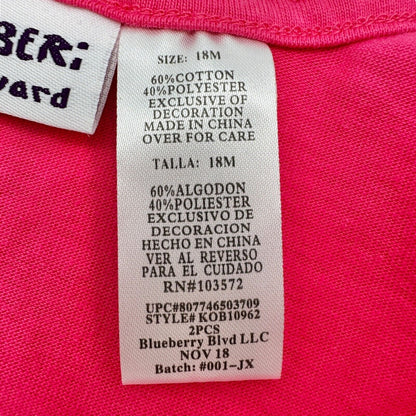 BER:
yard
SIZE: 18M
60%COTTON
40%POLYESTER
EXCLUSIVE OF
DECORATION
MADE IN CHINA
OVER FOR CARE
TALLA: 18M
60%ALGODON
40%POLIESTER
EXCLUSIVO DE
DECORACION
HECHO EN CHINA
VER AL REVERSO
PARA EL CUIDADO
RN#103572
UPC#807746503709
STYLE# KOB10962
2PCS
Blueberry Blvd LLC
NOV 18
Batch: #001-JX